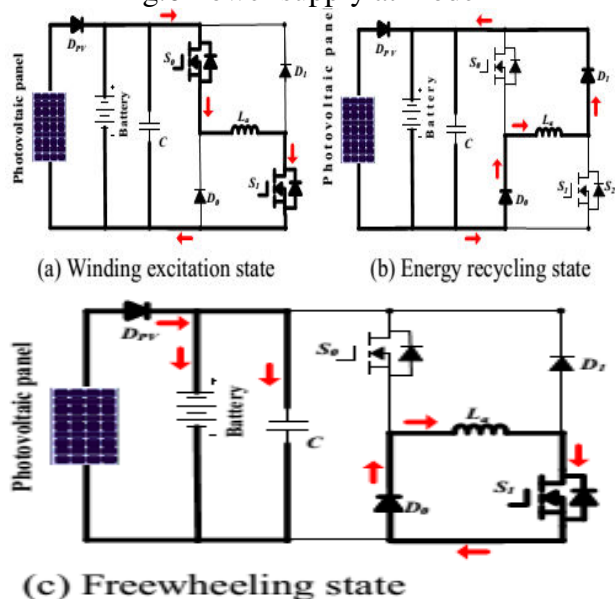 D_PV
S_0
D_1
Photovoltaic panel
+
Battery
C
L_a
D_0
S_1
(a) Winding excitation state
D_PV
S_0
D_1
Photovoltaic panel
+
Battery
C
L_a
D_0
S_1
S_2
(b) Energy recycling state
D_PV
S_0
D_1
Photovoltaic panel
+
Battery
C
L_a
D_0
S_1
(c) Freewheeling state